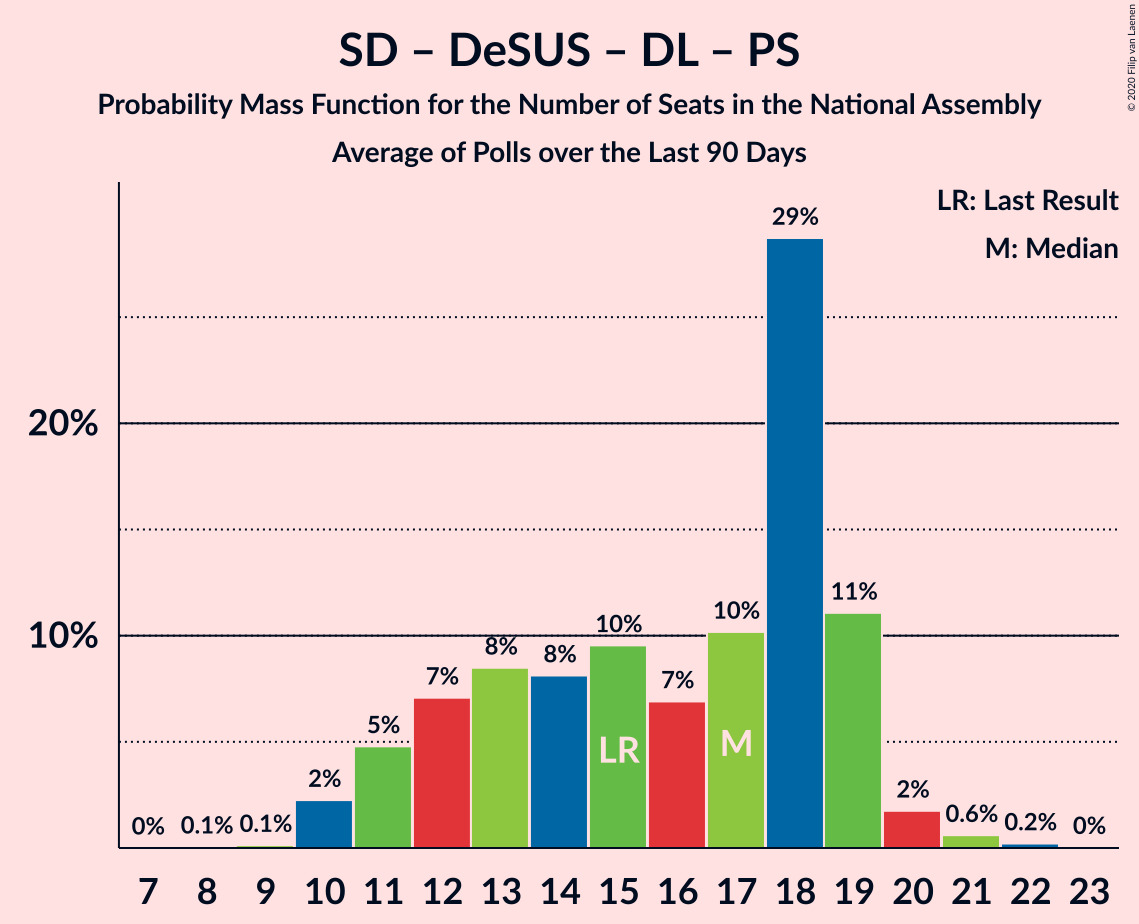 SD – DeSUS – DL – PS
Probability Mass Function for the Number of Seats in the National Assembly
Average of Polls over the Last 90 Days
© 2020 Filip van Laenen
LR: Last Result
M: Median
20%
10%
0%
0.1%
0.1%
2%
5%
7%
8%
8%
10%
7%
10%
29%
11%
2%
0.6%
0.2%
0%
LR
M
7 8 9 10 11 12 13 14 15 16 17 18 19 20 21 22 23